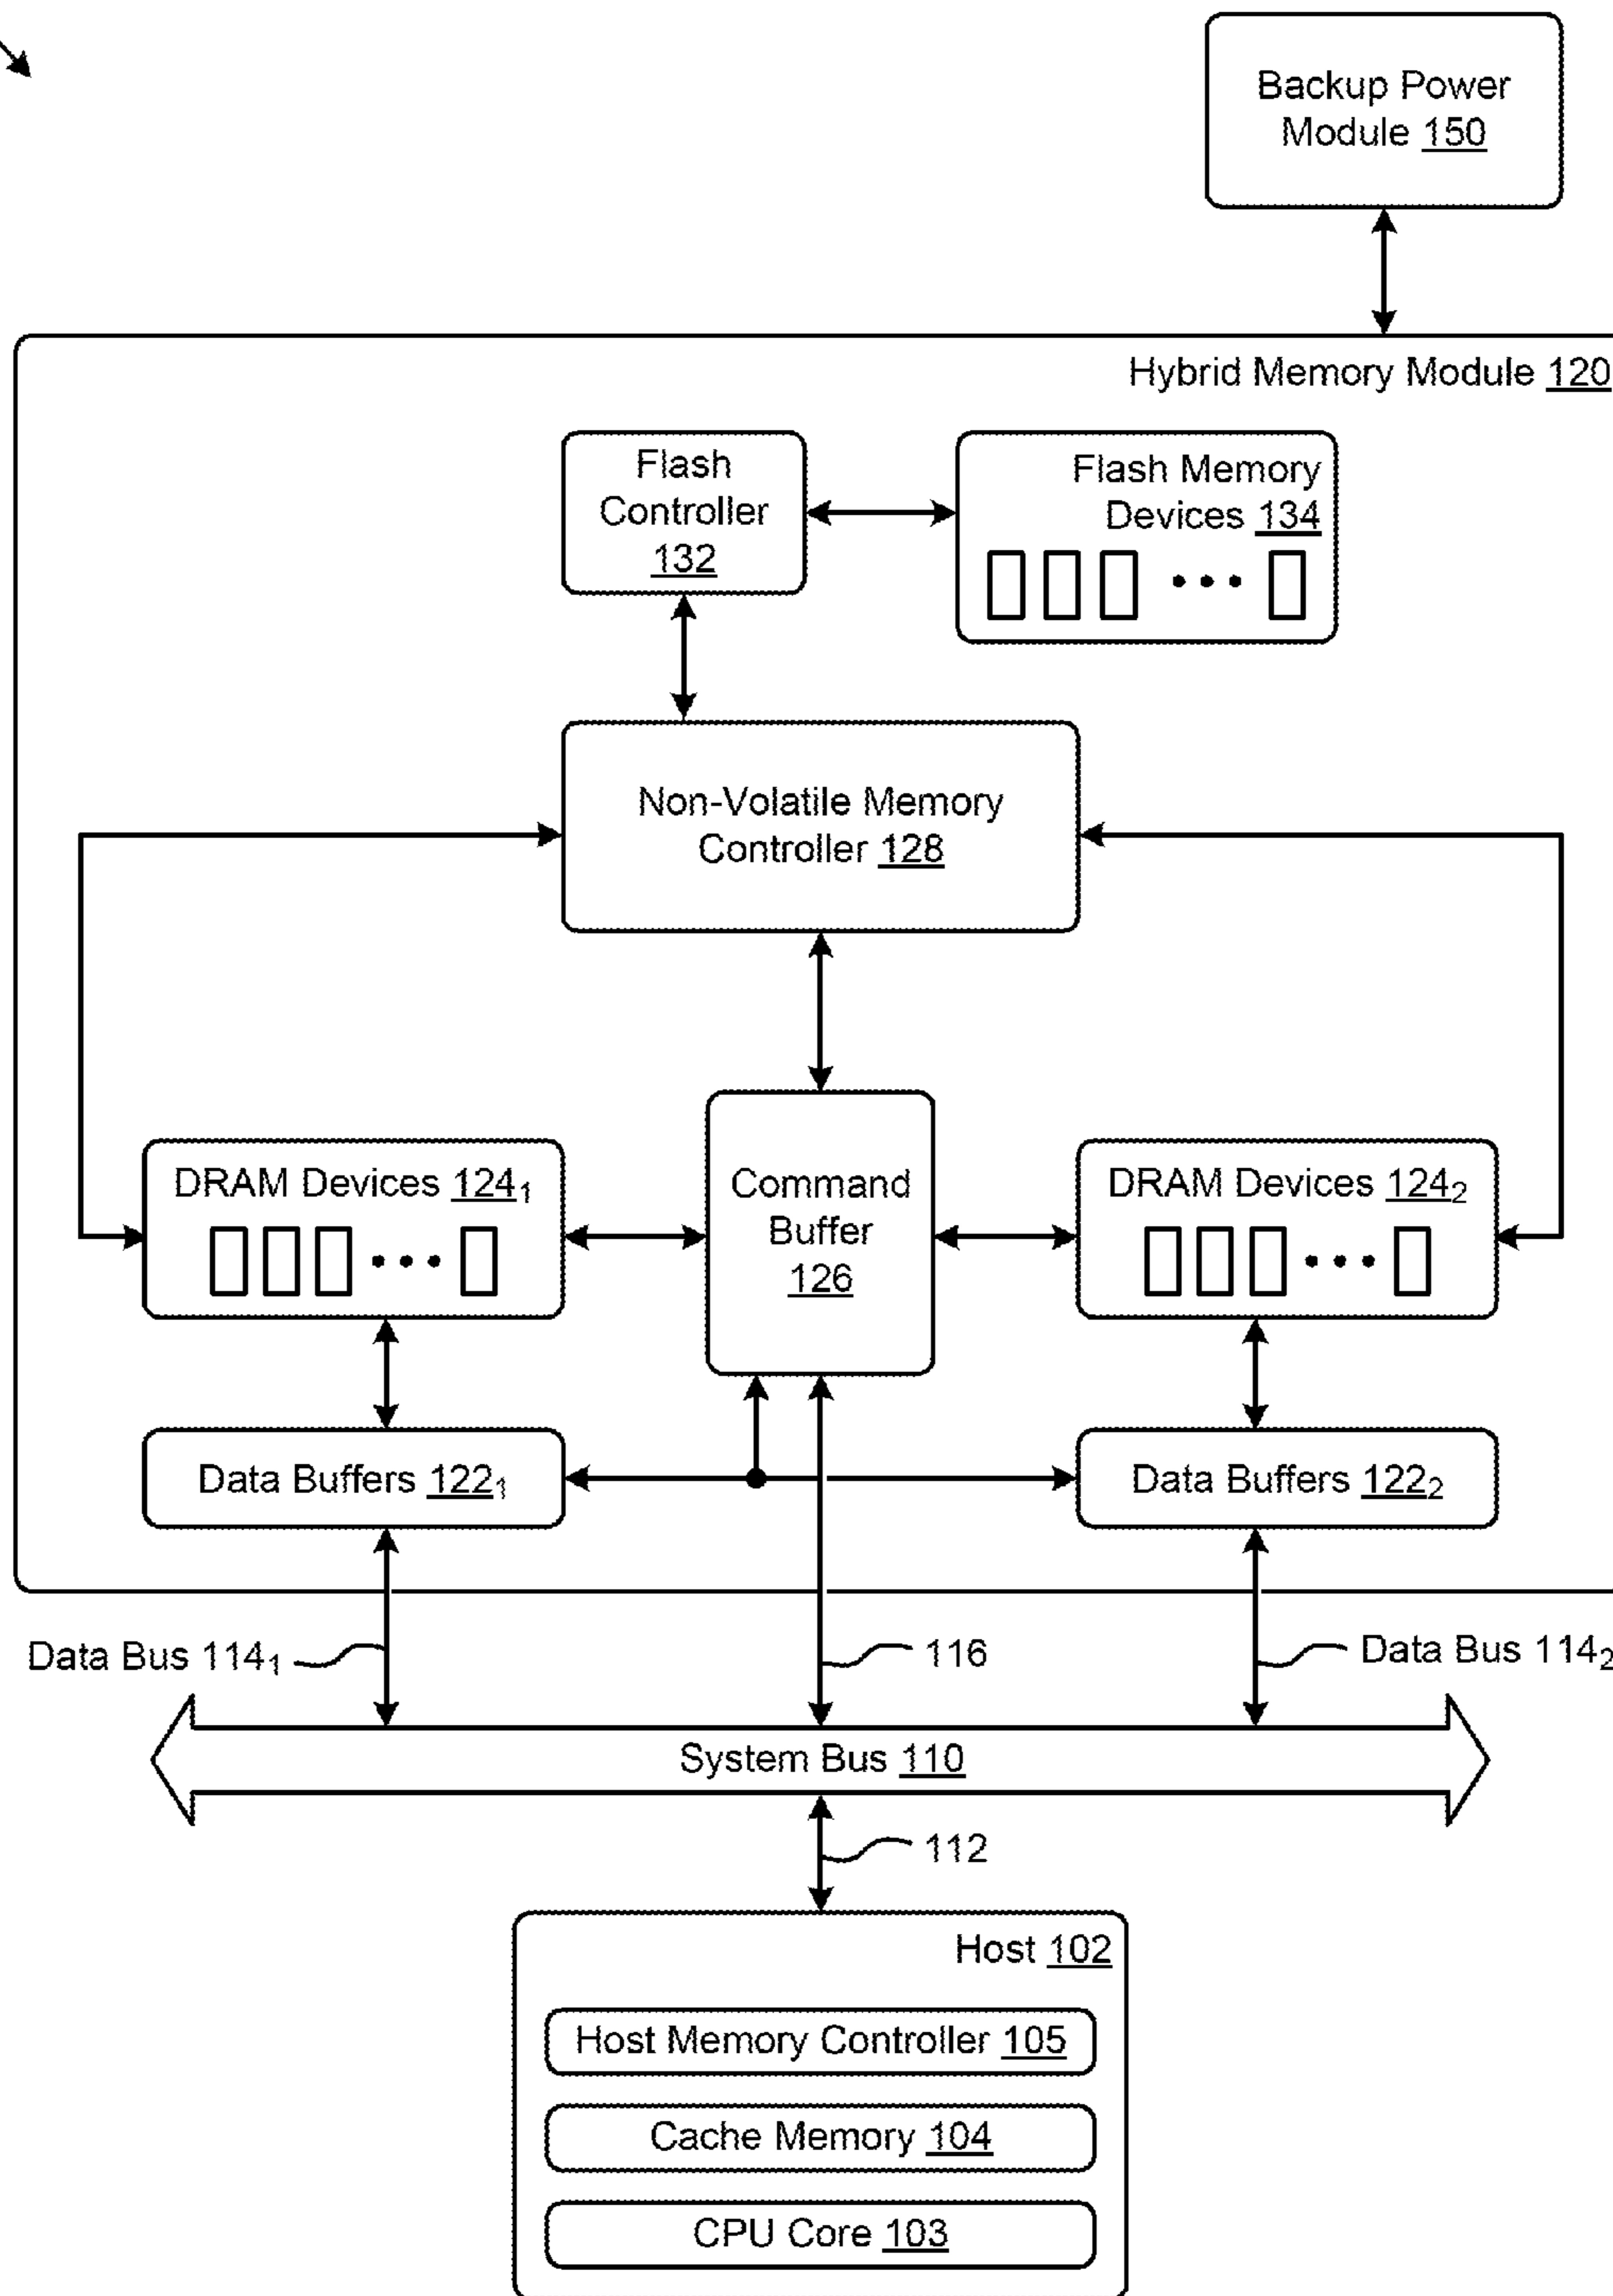 Backup Power
Module 150
Hybrid Memory Module 120
Flash
Controller
132
Flash Memory
Devices 134
Non-Volatile Memory
Controller 128
DRAM Devices 124₁
Command
Buffer
126
DRAM Devices 124₂
Data Buffers 122₁
Data Buffers 122₂
Data Bus 114₁
116
Data Bus 114₂
System Bus 110
112
Host 102
Host Memory Controller 105
Cache Memory 104
CPU Core 103